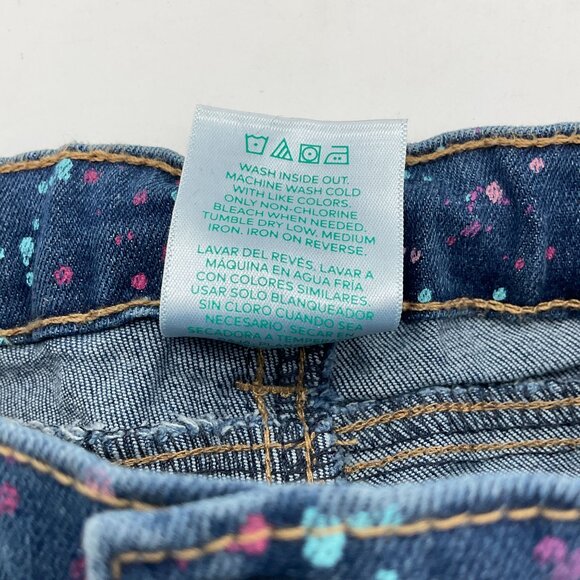 WASH INSIDE OUT.
MACHINE WASH COLD
WITH LIKE COLORS.
ONLY NON-CHLORINE
BLEACH WHEN NEEDED.
TUMBLE DRY LOW. MEDIUM
IRON. IRON ON REVERSE.
LAVAR DEL REVÉS. LAVAR A
MÁQUINA EN AGUA FRÍA
CON COLORES SIMILARES.
USAR SOLO BLANQUEADOR
SIN CLORO CUANDO SEA
NECESARIO. SECAR EN
SECADORA A